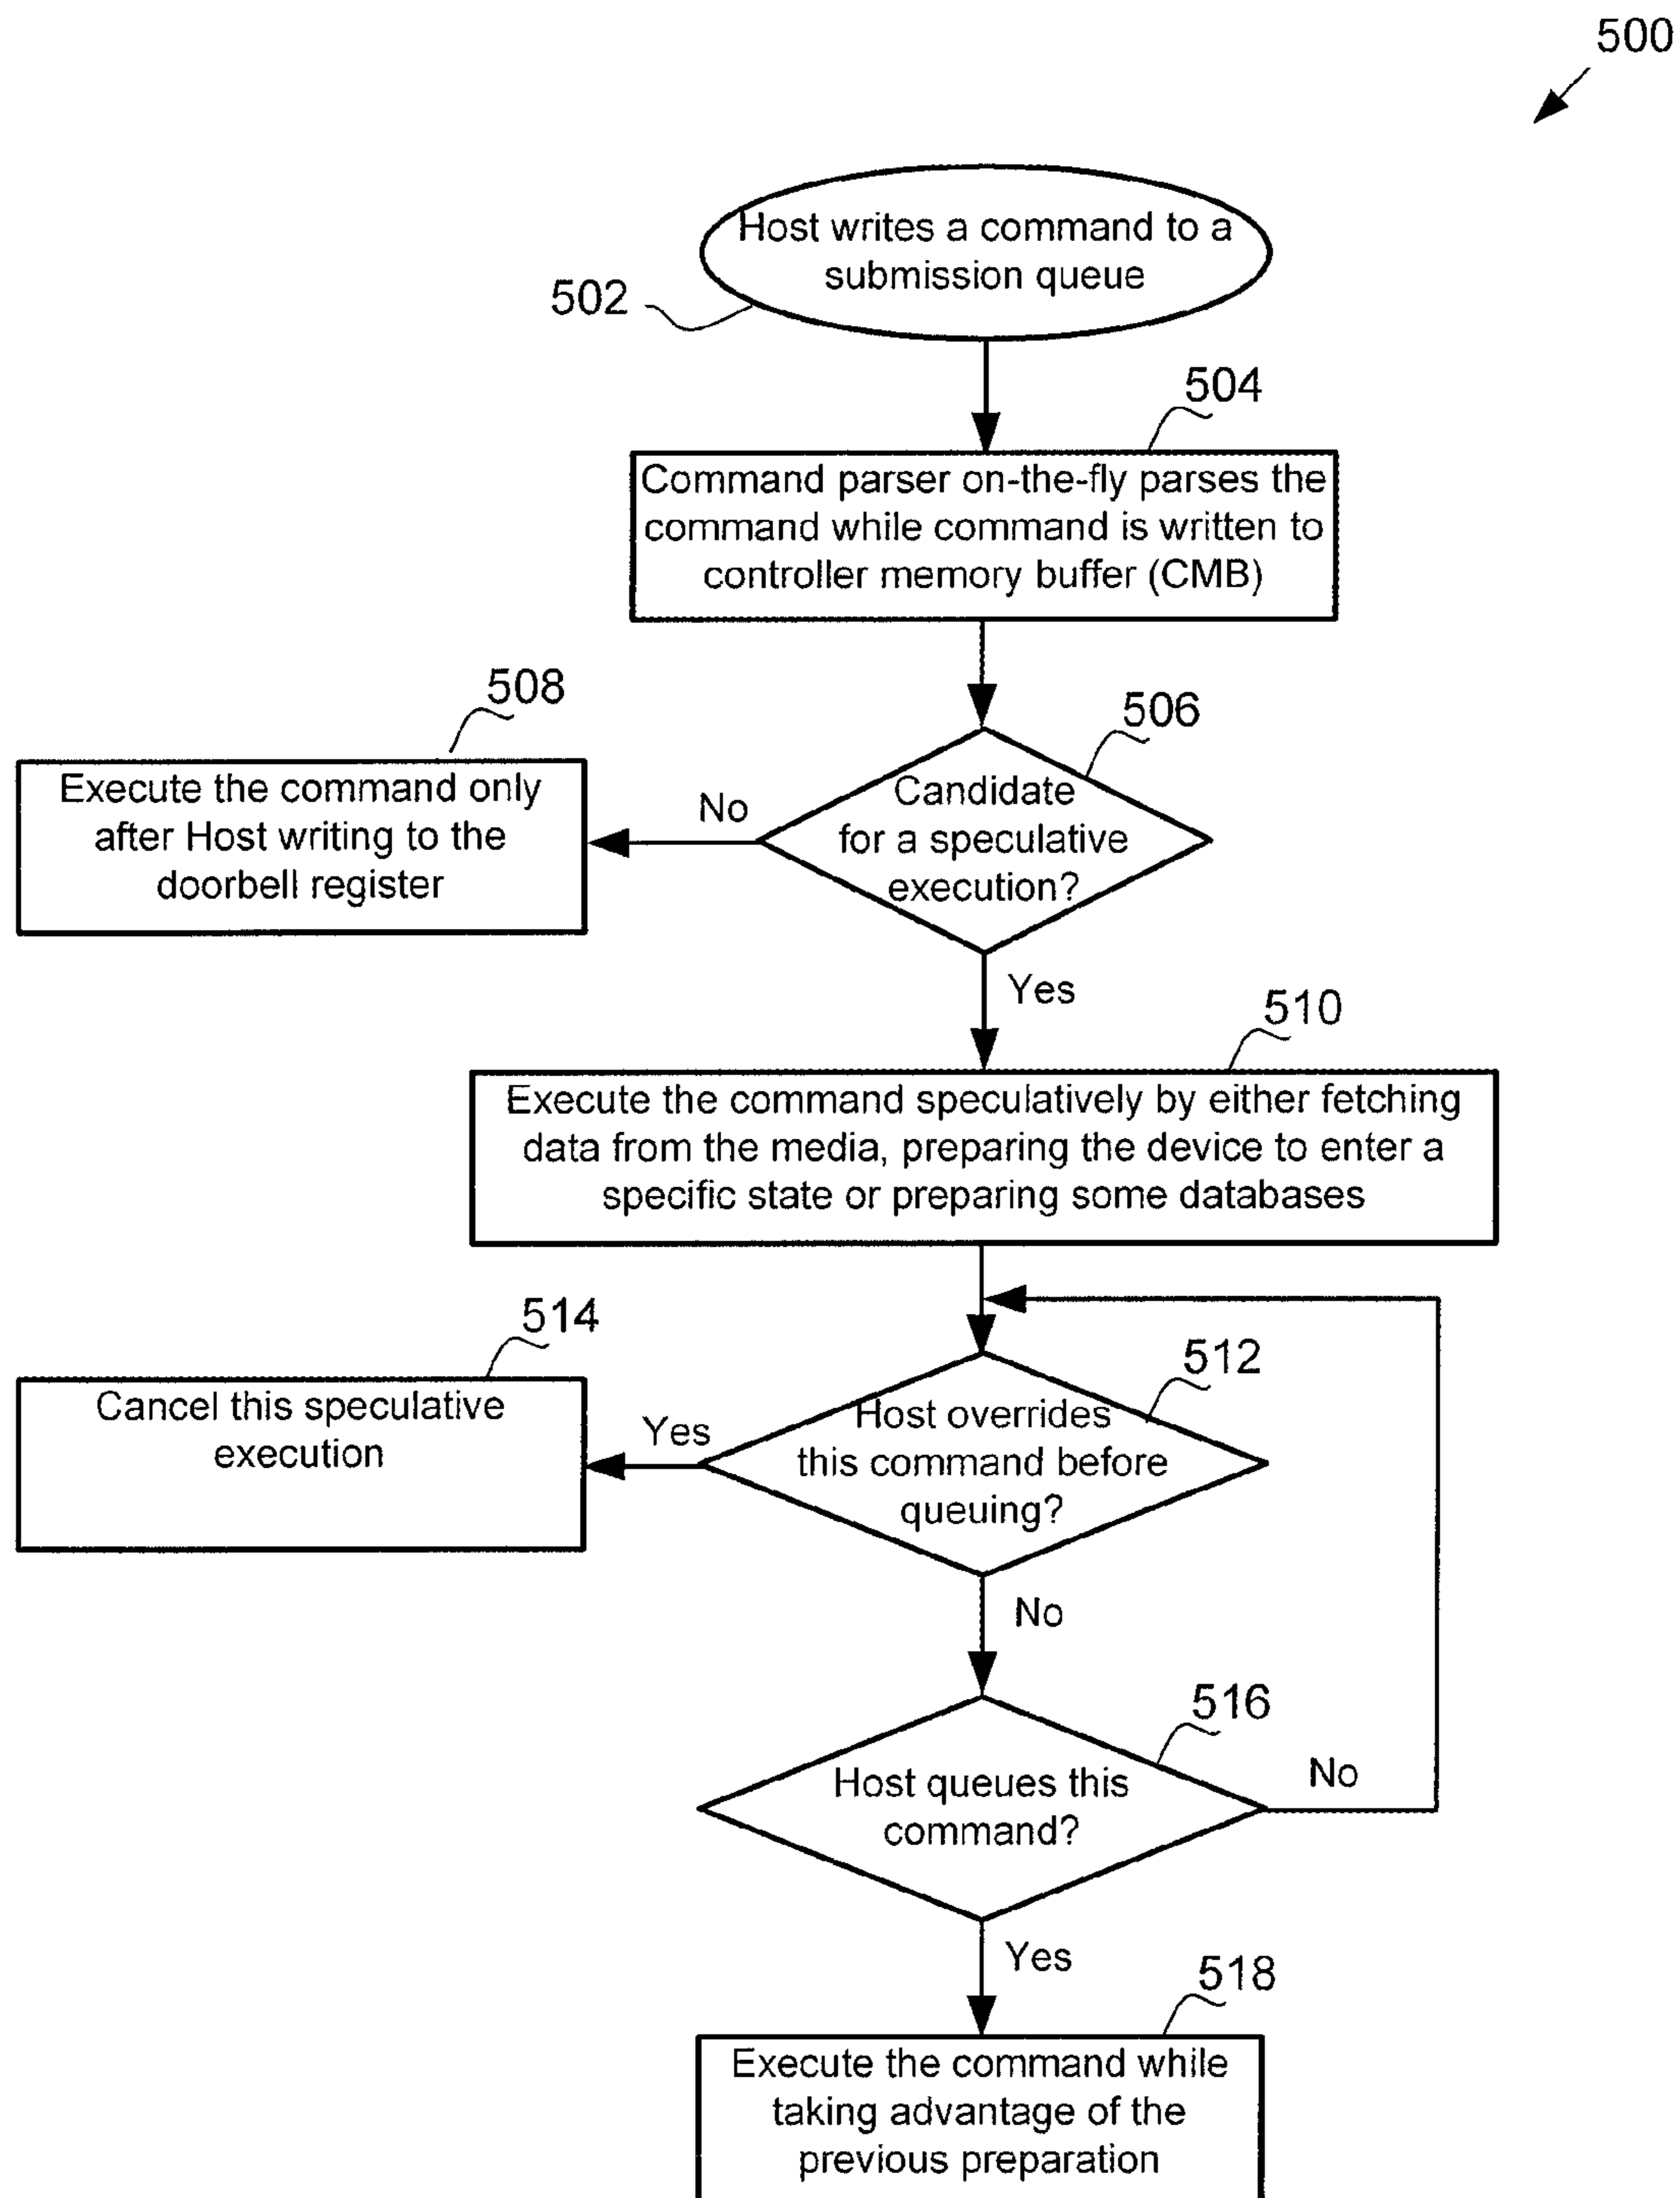 500
Host writes a command to a
submission queue
502
504
Command parser on-the-fly parses the
command while command is written to
controller memory buffer (CMB)
508
506
Execute the command only
after Host writing to the
doorbell register
No
Candidate
for a speculative
execution?
Yes
510
Execute the command speculatively by either fetching
data from the media, preparing the device to enter a
specific state or preparing some databases
514
512
Cancel this speculative
execution
Yes
Host overrides
this command before
queuing?
No
516
Host queues this
command?
No
Yes
518
Execute the command while
taking advantage of the
previous preparation